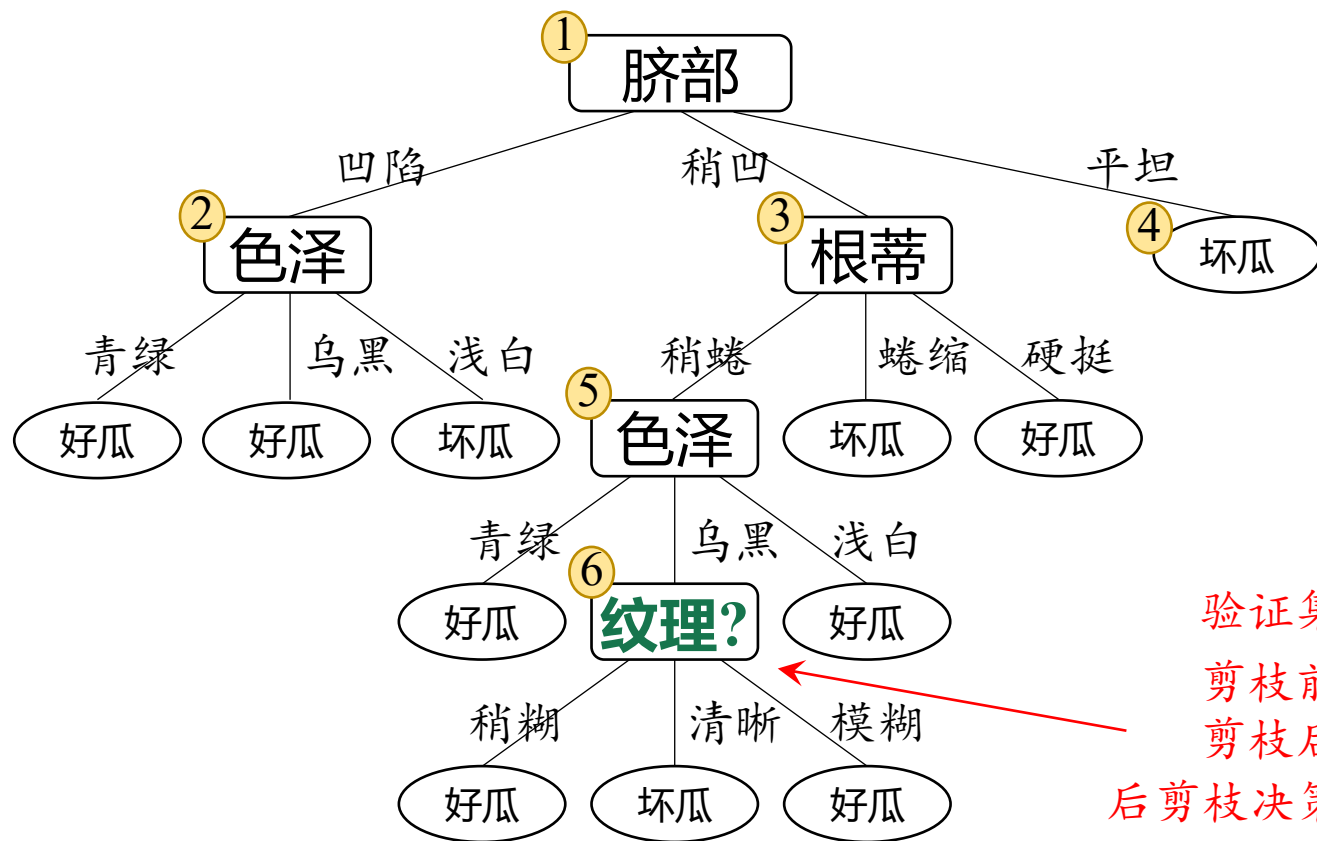 1
脐部
凹陷 稍凹 平坦
2 3 4
色泽 根蒂 坏瓜
青绿 乌黑 浅白 稍蜷 蜷缩 硬挺
5
好瓜 好瓜 坏瓜 色泽 坏瓜 好瓜
青绿 乌黑 浅白
6
好瓜 纹理? 好瓜
验证集
剪枝前
稍糊 清晰 模糊
剪枝后
好瓜 坏瓜 好瓜
后剪枝决策